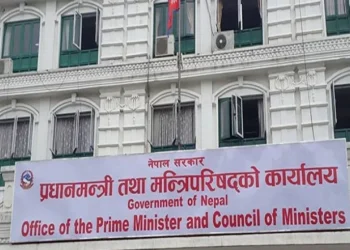 नेपाल सरकार
प्रधानमन्त्री तथा मन्त्रिपरिषद्को कार्यालय
Government of Nepal
Office of the Prime Minister and Council of Ministers